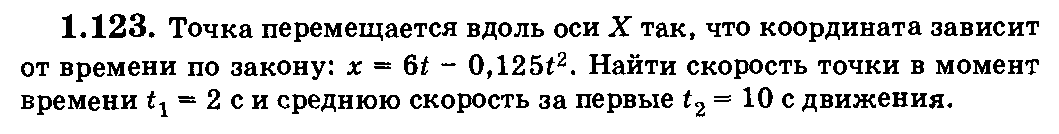 1.123. Точка перемещается вдоль оси X так, что координата зависит
от времени по закону: x = 6t − 0,125t². Найти скорость точки в момент
времени t₁ = 2 с и среднюю скорость за первые t₂ = 10 с движения.